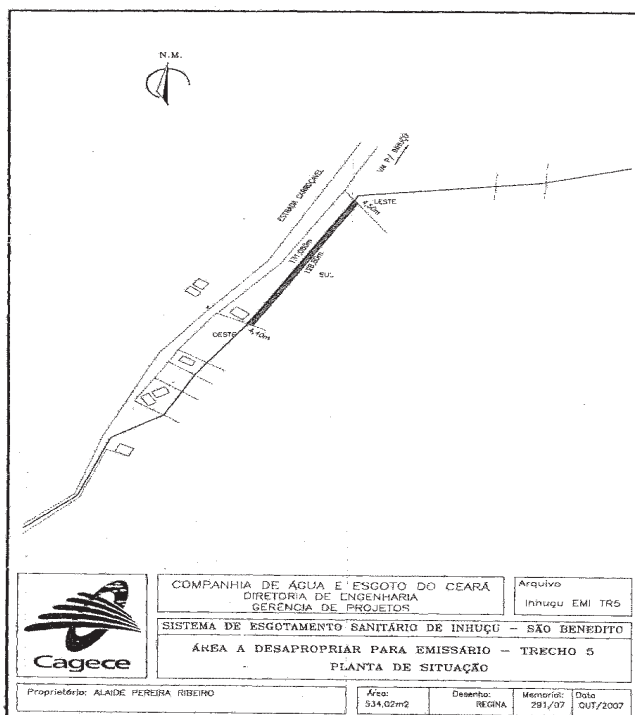 N.M.
ESTRADA CARROÇAVEL
VAI P/ INHUÇU
LESTE
4,50m
SUL
OESTE
4,40m
COMPANHIA DE ÁGUA E ESGOTO DO CEARÁ
DIRETORIA DE ENGENHARIA
GERÊNCIA DE PROJETOS
Arquivo
Inhuçu EMI TR5
SISTEMA DE ESGOTAMENTO SANITÁRIO DE INHUÇU - SÃO BENEDITO
ÁREA A DESAPROPRIAR PARA EMISSÁRIO - TRECHO 5
PLANTA DE SITUAÇÃO
Cagece
Proprietário: ALAIDE PEREIRA RIBEIRO
Área:
534,02m2
Desenho:
REGINA
Memorial:
291/07
Data
OUT/2007